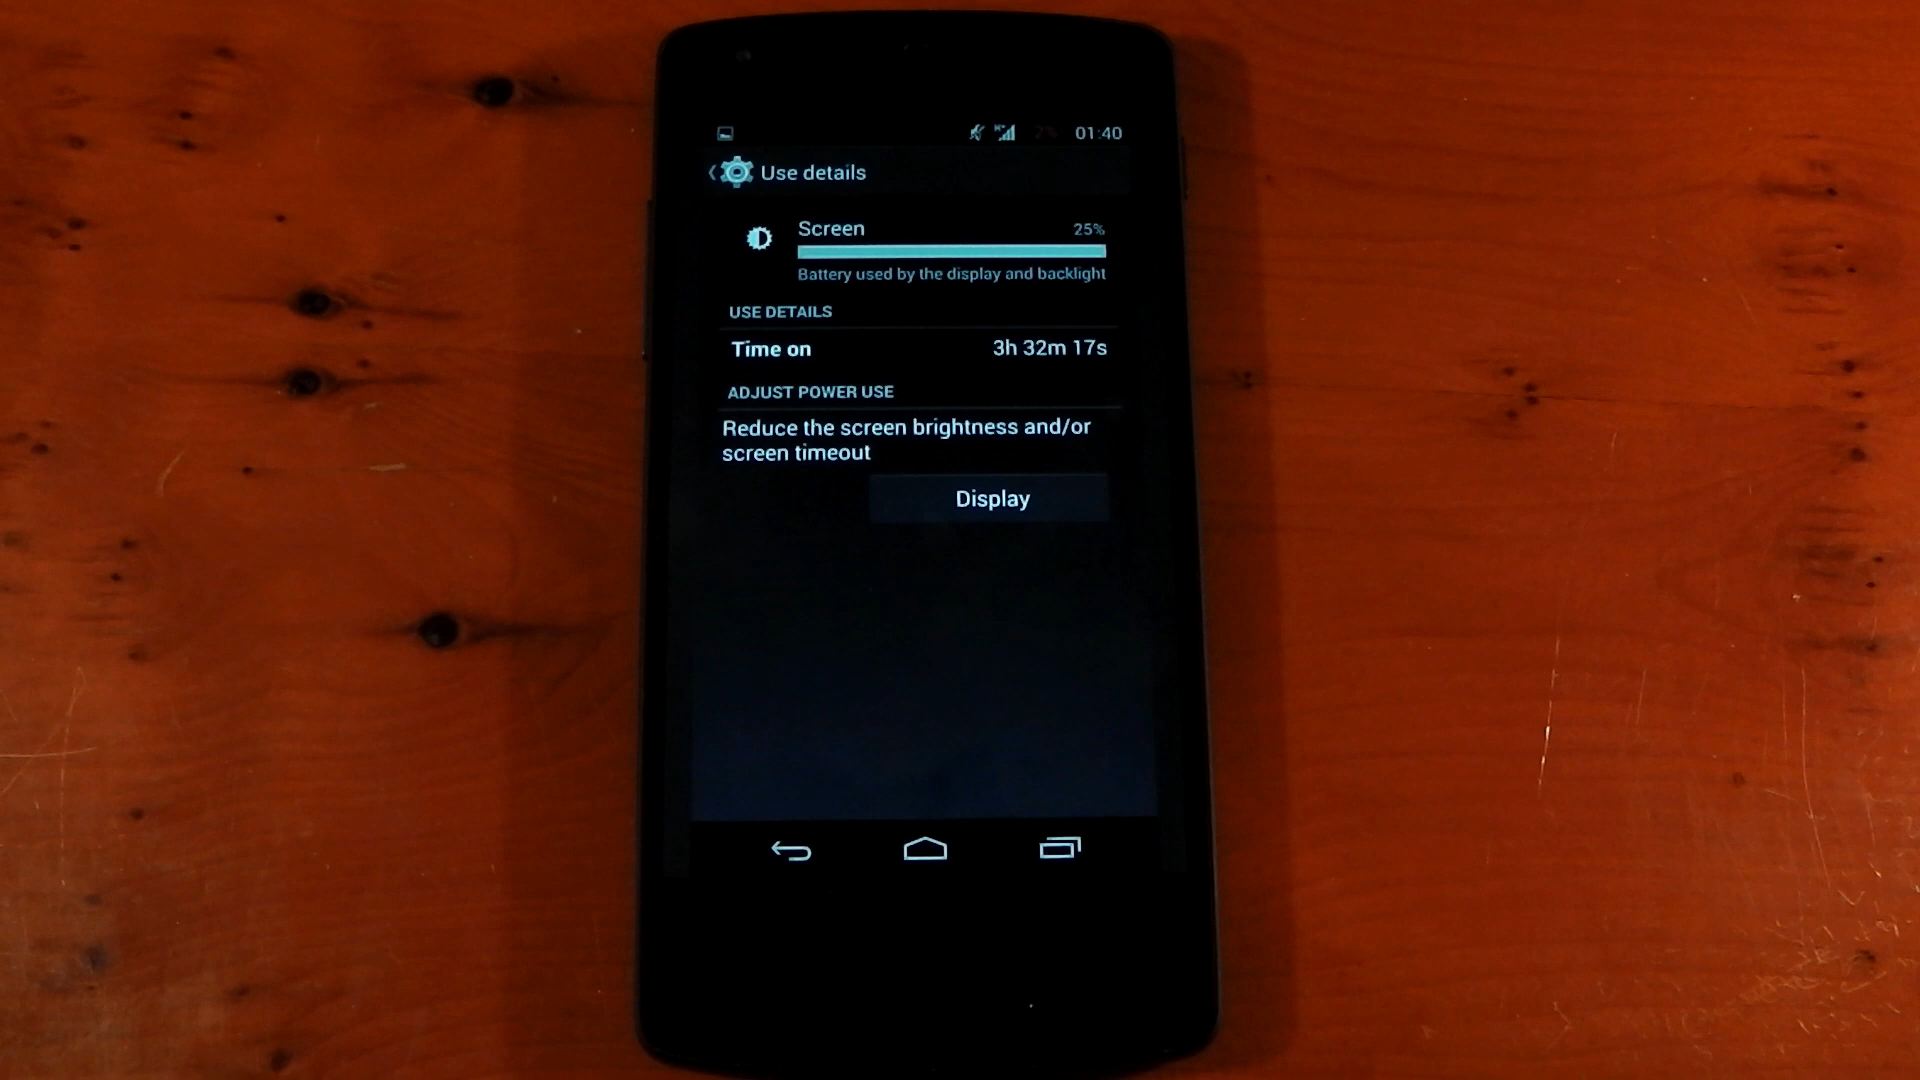 2% 01:40
Use details
Screen 25%
Battery used by the display and backlight
USE DETAILS
Time on 3h 32m 17s
ADJUST POWER USE
Reduce the screen brightness and/or
screen timeout
Display